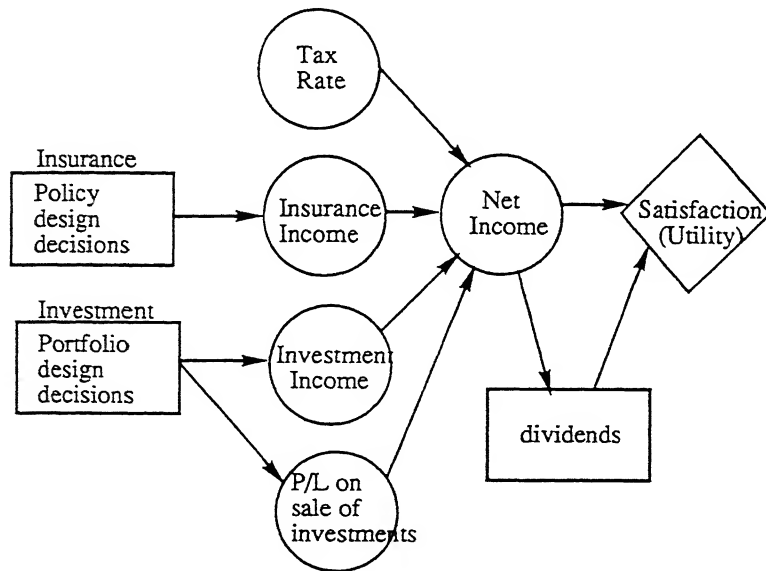 Tax
Rate
Insurance
Policy
design
decisions
Insurance
Income
Net
Income
Satisfaction
(Utility)
Investment
Portfolio
design
decisions
Investment
Income
dividends
P/L on
sale of
investments